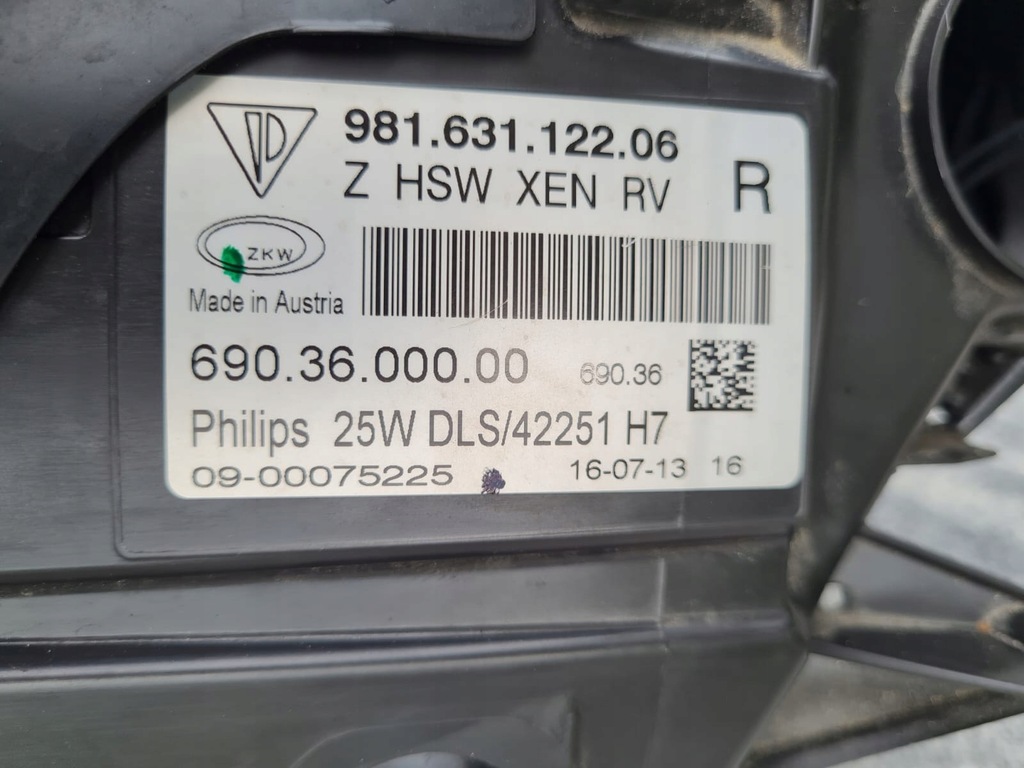 981.631.122.06
Z HSW XEN RV R
ZKW
Made in Austria
690.36.000.00 690.36
Philips 25W DLS/42251 H7
09-00075225 16-07-13 16